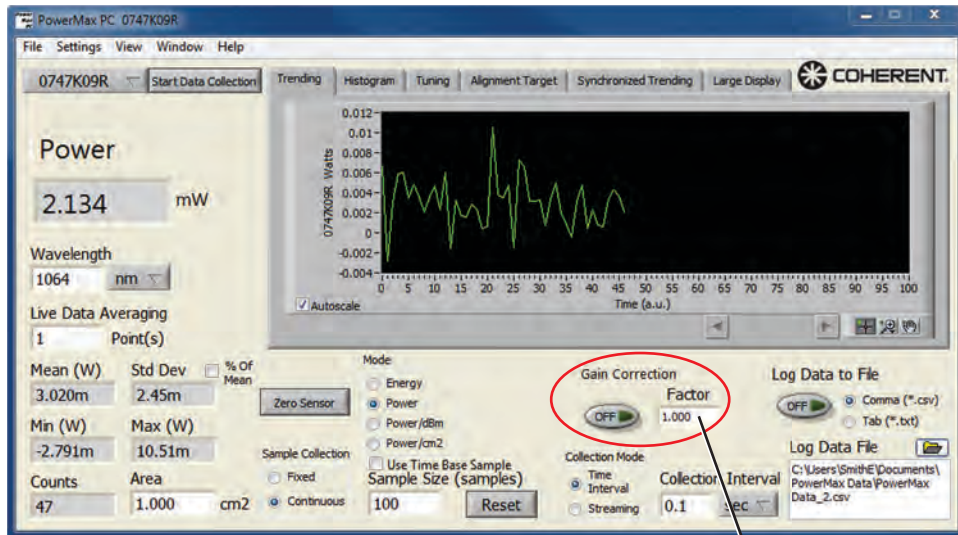 PowerMax PC 0747K09R
File Settings View Window Help
0747K09R Start Data Collection
Trending Histogram Tuning Alignment Target Synchronized Trending Large Display
COHERENT.
Power
2.134 mW
Wavelength
1064 nm
Live Data Averaging
1 Point(s)
Mean (W) Std Dev % Of Mean
3.020m 2.45m
Min (W) Max (W)
-2.791m 10.51m
Counts Area
47 1.000 cm2
0747K09R Watts
0.012
0.01
0.008
0.006
0.004
0.002
0
-0.002
-0.004
0 5 10 15 20 25 30 35 40 45 50 55 60 65 70 75 80 85 90 95 100
Time (a.u.)
Autoscale
Zero Sensor
Sample Collection
Fixed
Continuous
Mode
Energy
Power
Power/dBm
Power/cm2
Use Time Base Sample
Sample Size (samples)
100 Reset
Gain Correction
Factor
OFF 1.000
Collection Mode
Time Interval
Streaming
Collection Interval
0.1 sec
Log Data to File
OFF Comma (*.csv)
Tab (*.txt)
Log Data File
C:\Users\SmithE\Documents\
PowerMax Data\PowerMax
Data_2.csv